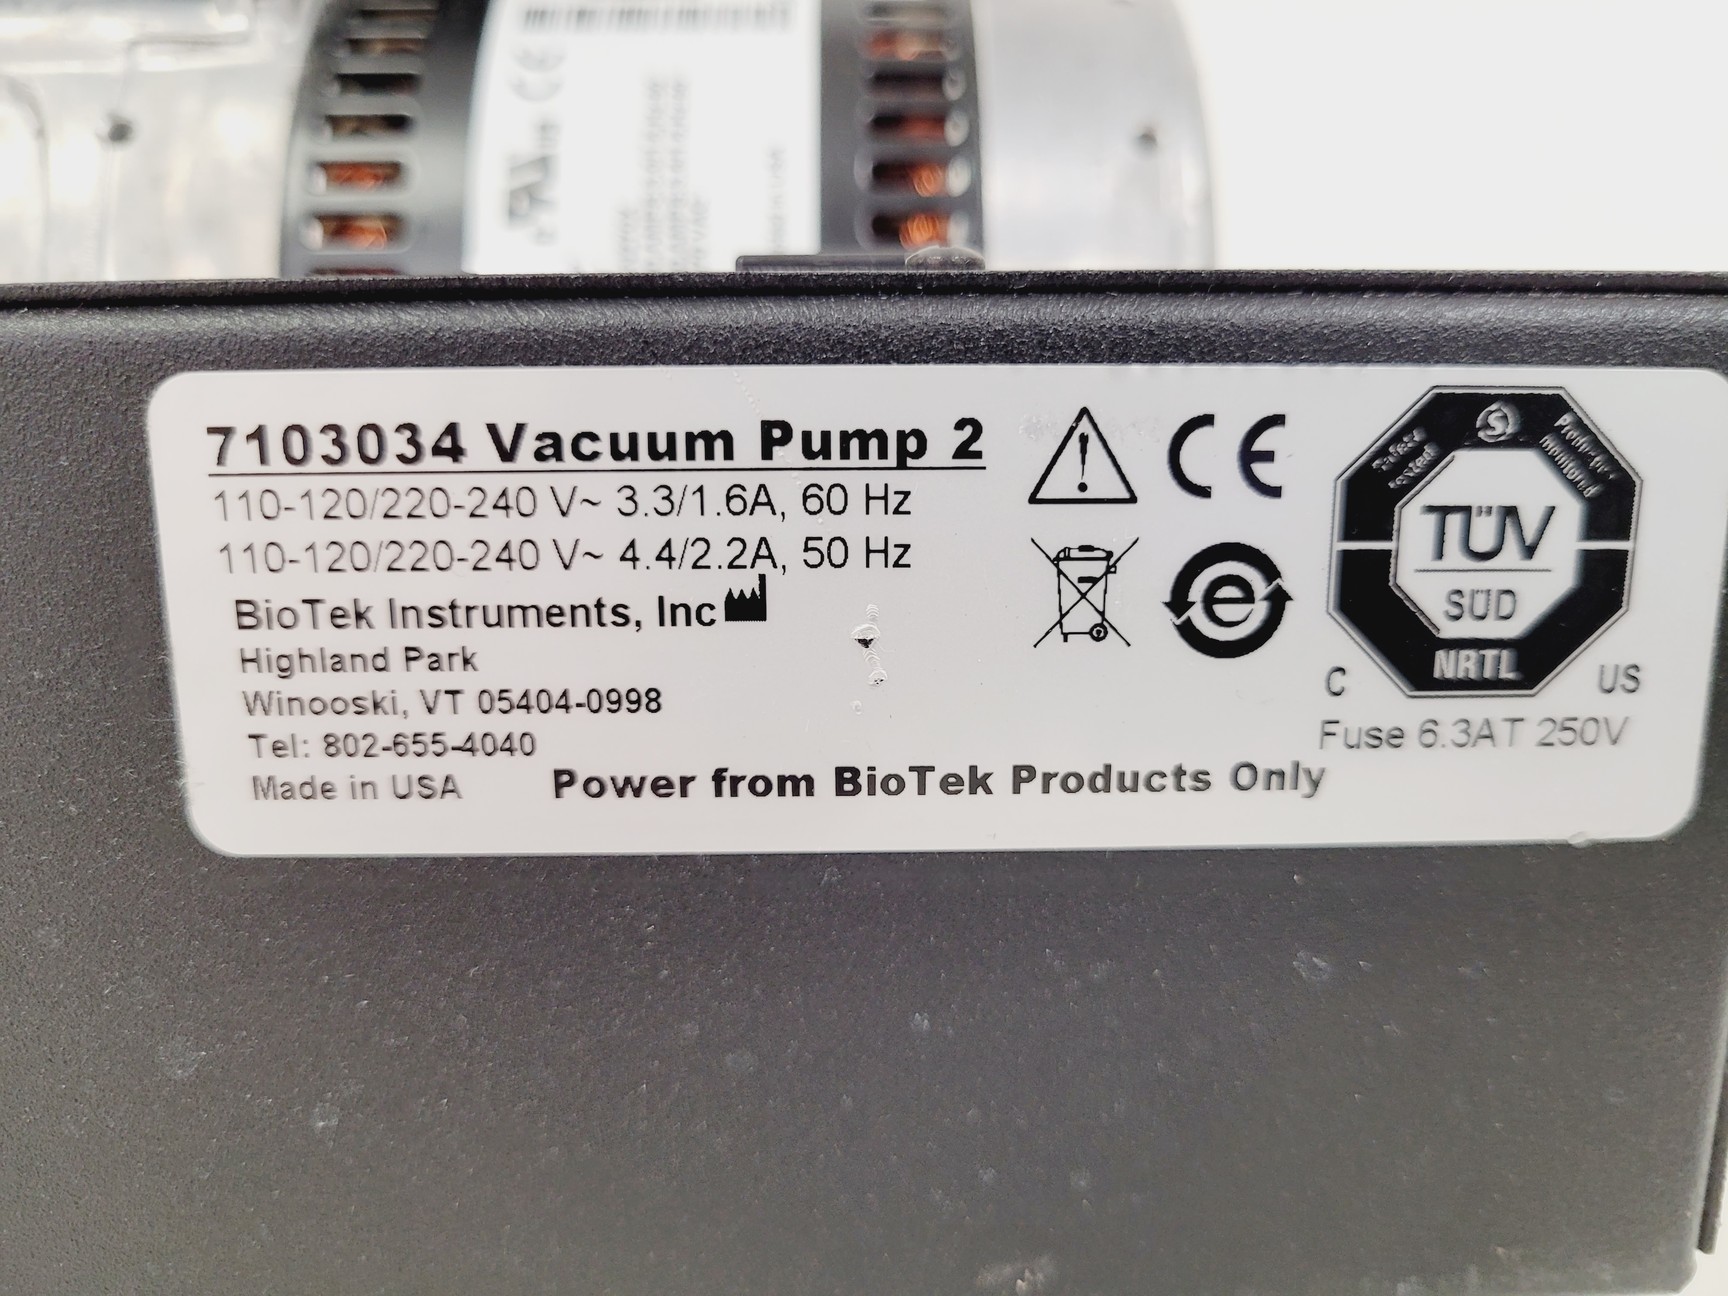 7103034 Vacuum Pump 2
110-120/220-240 V~ 3.3/1.6A, 60 Hz
110-120/220-240 V~ 4.4/2.2A, 50 Hz
BioTek Instruments, Inc
Highland Park
Winooski, VT 05404-0998
Tel: 802-655-4040
Made in USA
Power from BioTek Products Only
CE
e
S
Production
monitored
TÜV
SÜD
NRTL
C US
Fuse 6.3AT 250V